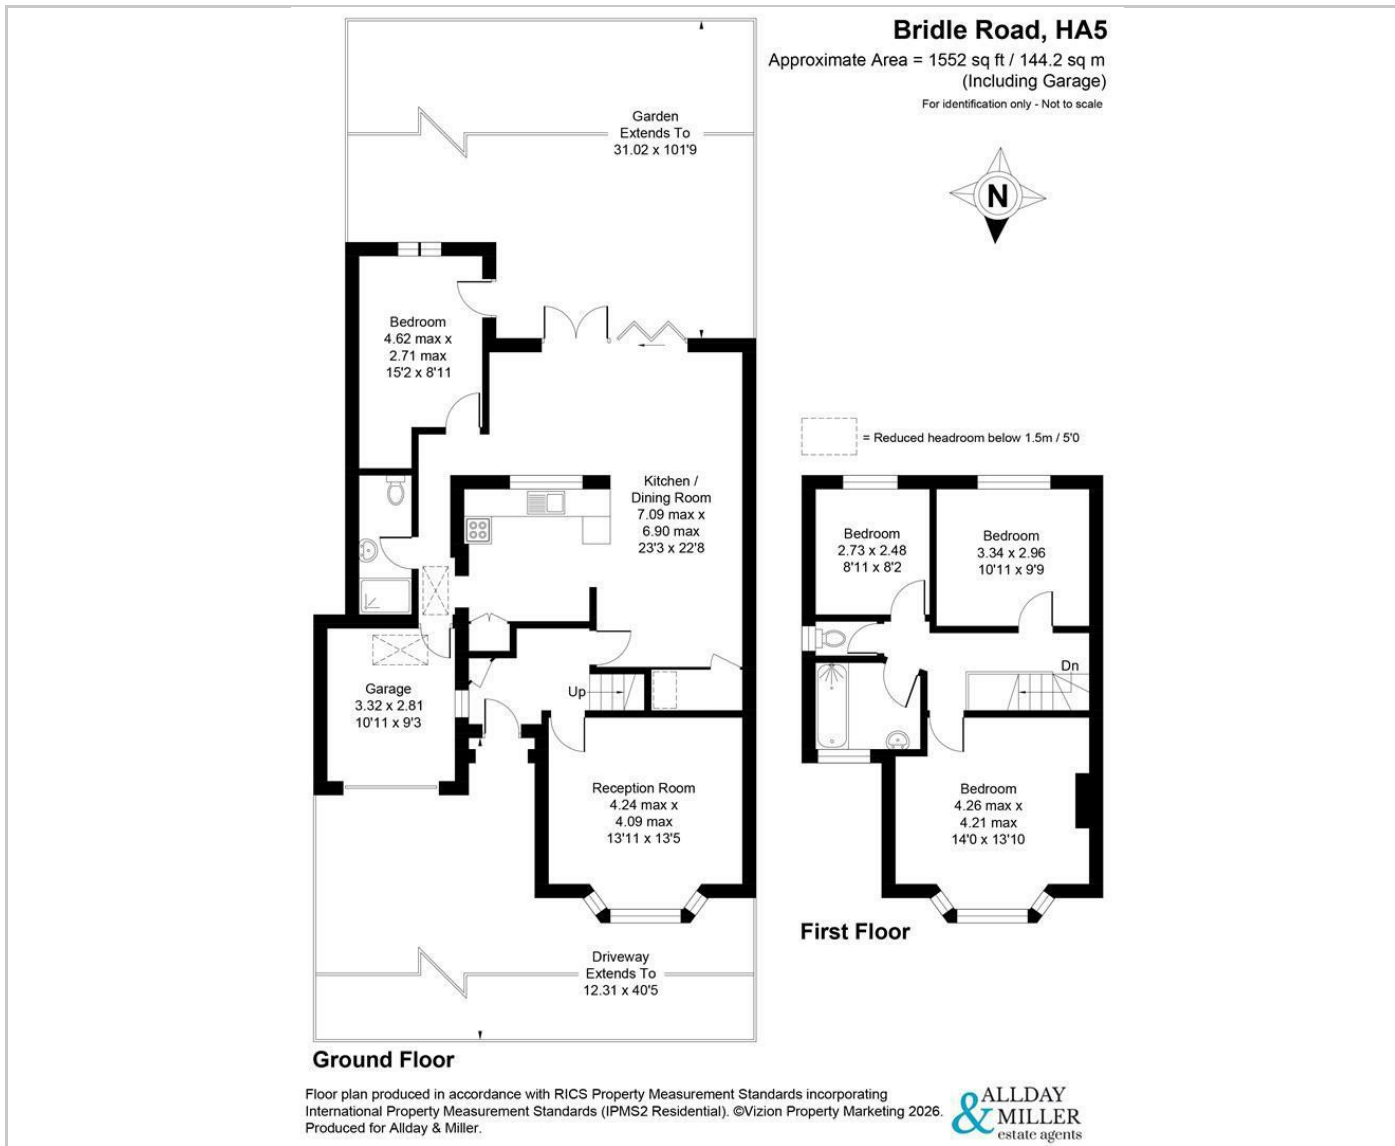 Bridle Road, HA5
Approximate Area = 1552 sq ft / 144.2 sq m
(Including Garage)
For identification only - Not to scale
Garden
Extends To
31.02 x 101'9
N
Bedroom
4.62 max x
2.71 max
15'2 x 8'11
= Reduced headroom below 1.5m / 5'0
Kitchen /
Dining Room
7.09 max x
6.90 max
23'3 x 22'8
Bedroom
2.73 x 2.48
8'11 x 8'2
Bedroom
3.34 x 2.96
10'11 x 9'9
Garage
3.32 x 2.81
10'11 x 9'3
Up
Dn
Reception Room
4.24 max x
4.09 max
13'11 x 13'5
Bedroom
4.26 max x
4.21 max
14'0 x 13'10
First Floor
Driveway
Extends To
12.31 x 40'5
Ground Floor
Floor plan produced in accordance with RICS Property Measurement Standards incorporating
International Property Measurement Standards (IPMS2 Residential). ©Vizion Property Marketing 2026.
Produced for Allday & Miller.
ALLDAY
& MILLER
estate agents